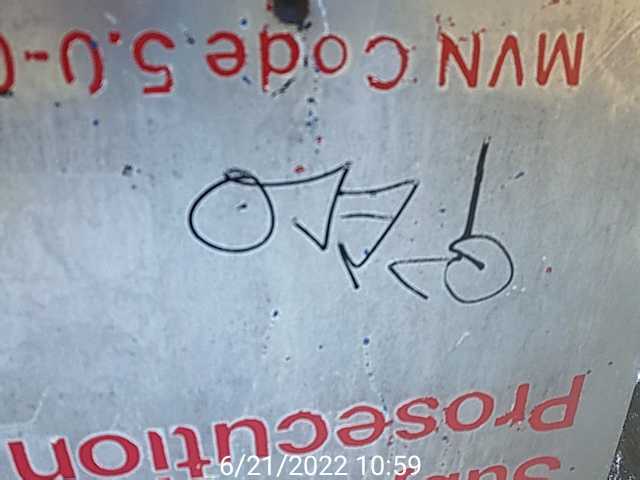 Prosecution
MVN Code 5.0-
6/21/2022 10:59